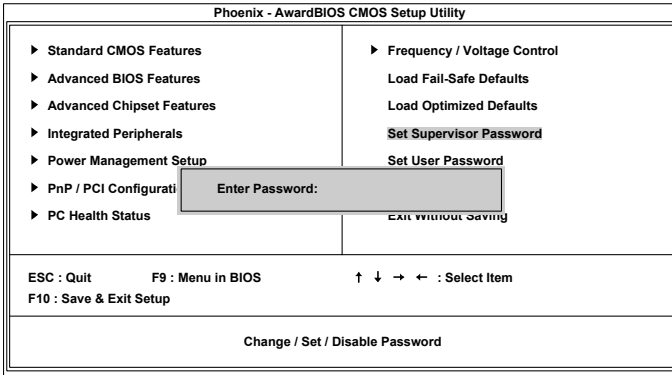 Phoenix - AwardBIOS CMOS Setup Utility
▶ Standard CMOS Features
▶ Advanced BIOS Features
▶ Advanced Chipset Features
▶ Integrated Peripherals
▶ Power Management Setup
▶ PnP / PCI Configurati
▶ PC Health Status
▶ Frequency / Voltage Control
Load Fail-Safe Defaults
Load Optimized Defaults
Set Supervisor Password
Set User Password
Exit Without Saving
Enter Password:
ESC : Quit F9 : Menu in BIOS ↑ ↓ → ← : Select Item
F10 : Save & Exit Setup
Change / Set / Disable Password